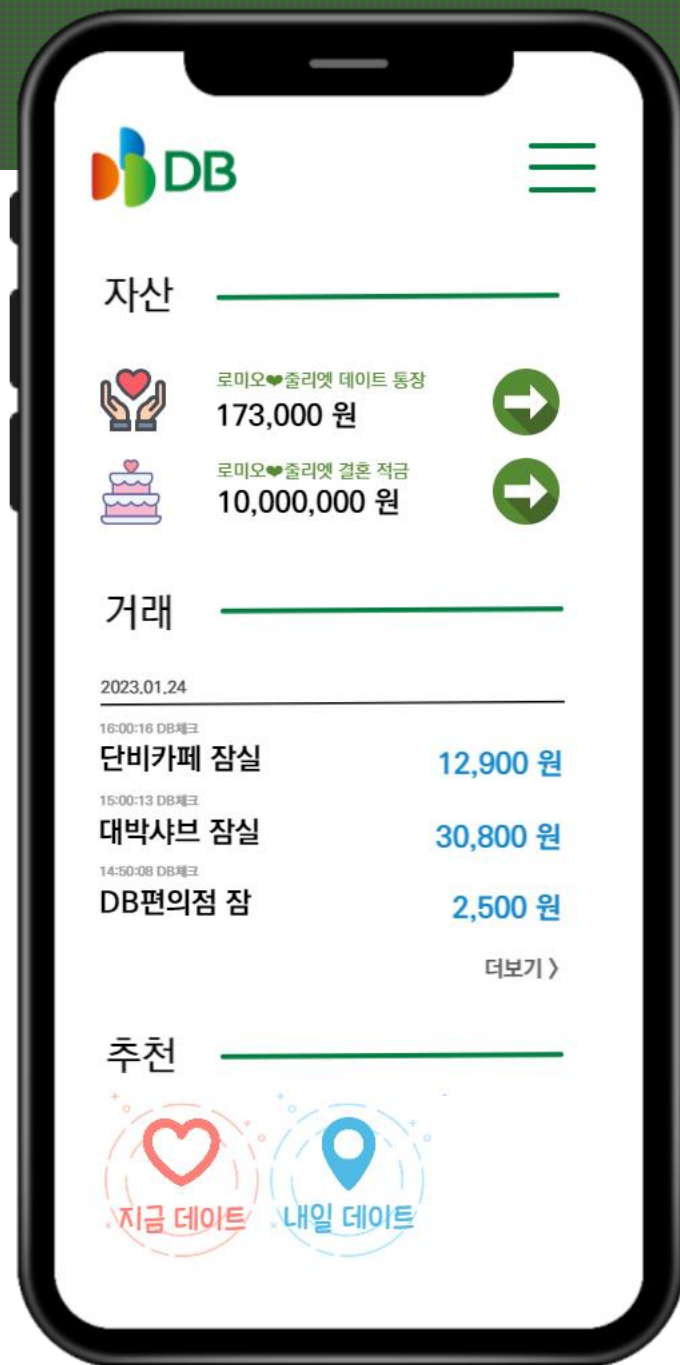 DB
자산
로미오❤줄리엣 데이트 통장
173,000 원
로미오❤줄리엣 결혼 적금
10,000,000 원
거래
2023.01.24
16:00:16 DB체크
단비카페 잠실 12,900 원
15:00:13 DB체크
대박샤브 잠실 30,800 원
14:50:08 DB체크
DB편의점 잠 2,500 원
더보기 〉
추천
지금 데이트 내일 데이트